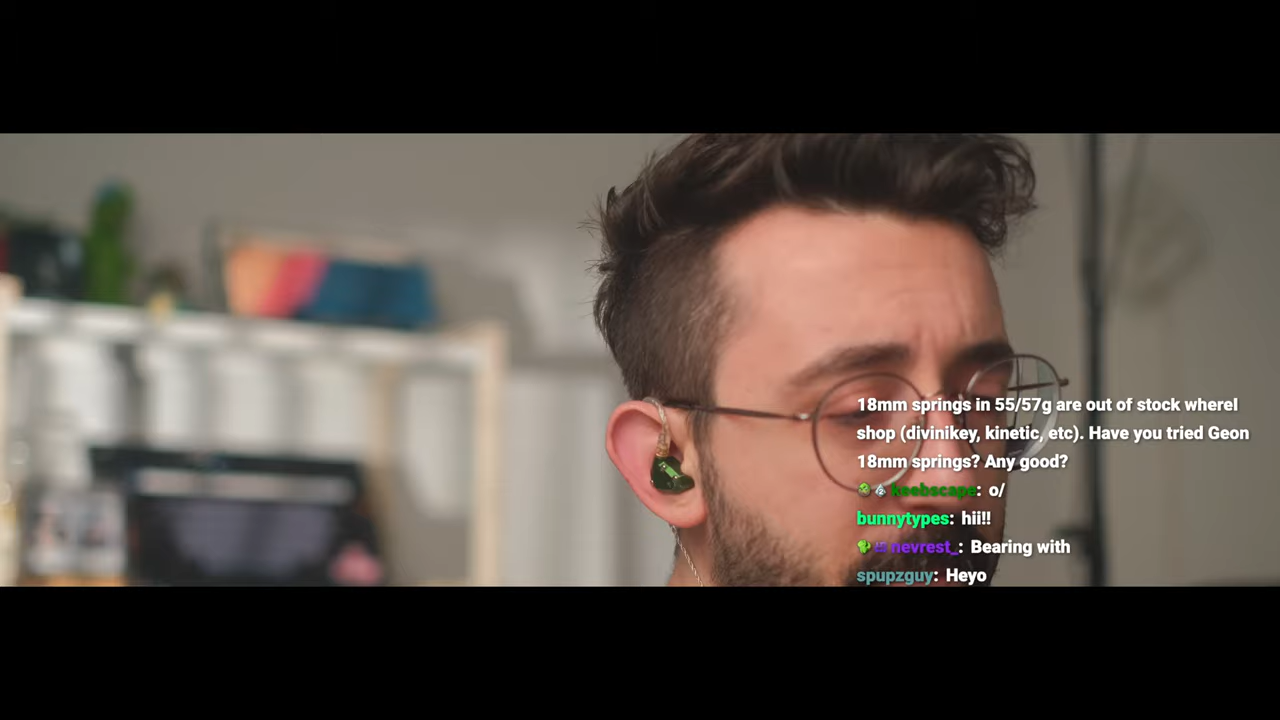 18mm springs in 55/57g are out of stock whereI
shop (divinikey, kinetic, etc). Have you tried Geon
18mm springs? Any good?
keebscape: o/
bunnytypes: hii!!
nevrest_: Bearing with
spupzguy: Heyo